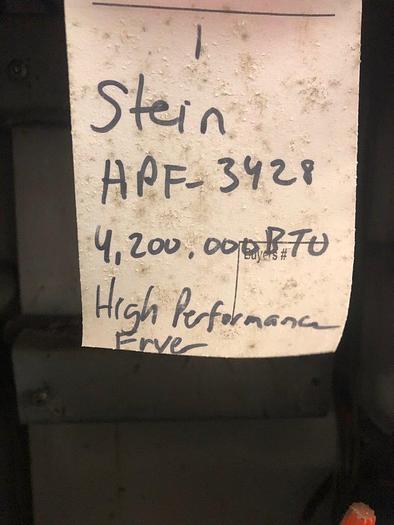 1
Stein
HPF-3428
4,200.000 BTU
Buyers #
High Performance
Fryer